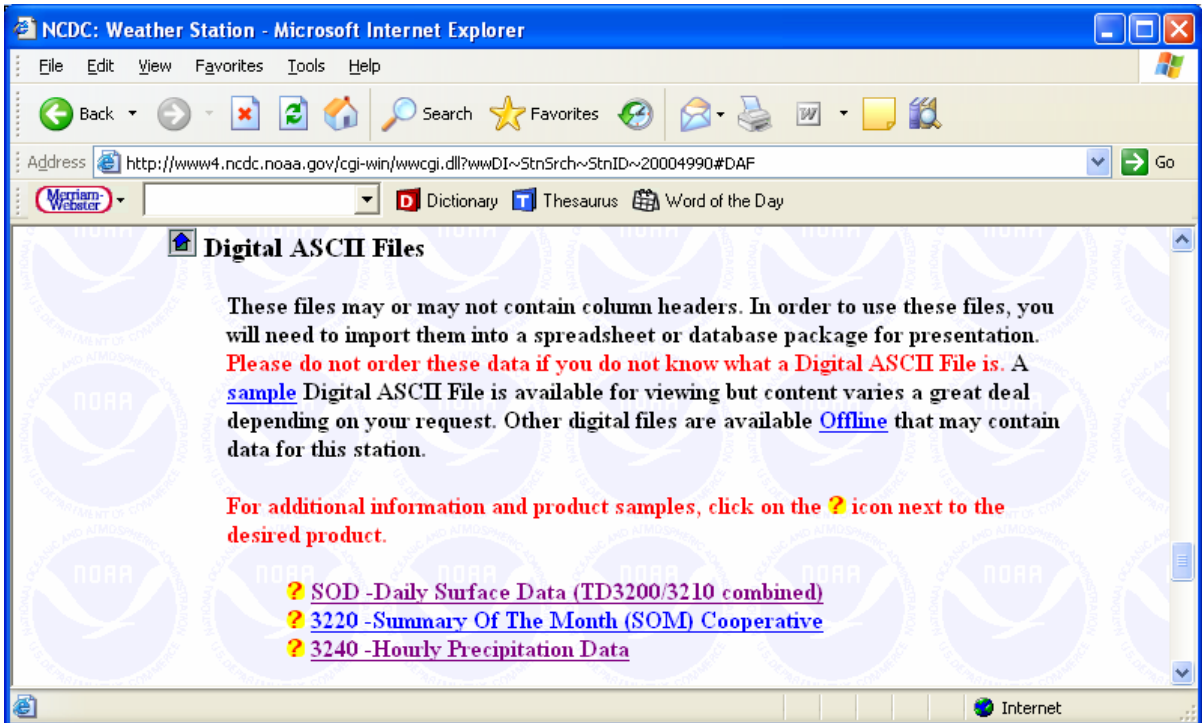 NCDC: Weather Station - Microsoft Internet Explorer
File Edit View Favorites Tools Help
Back Search Favorites W
Address http://www4.ncdc.noaa.gov/cgi-win/wwcgi.dll?wwDI~StnSrch~StnID~20004990#DAF Go
Merriam-Webster D Dictionary T Thesaurus Word of the Day
Digital ASCII Files
These files may or may not contain column headers. In order to use these files, you
will need to import them into a spreadsheet or database package for presentation.
Please do not order these data if you do not know what a Digital ASCII File is. A
sample Digital ASCII File is available for viewing but content varies a great deal
depending on your request. Other digital files are available Offline that may contain
data for this station.
For additional information and product samples, click on the ? icon next to the
desired product.
? SOD -Daily Surface Data (TD3200/3210 combined)
? 3220 -Summary Of The Month (SOM) Cooperative
? 3240 -Hourly Precipitation Data
Internet